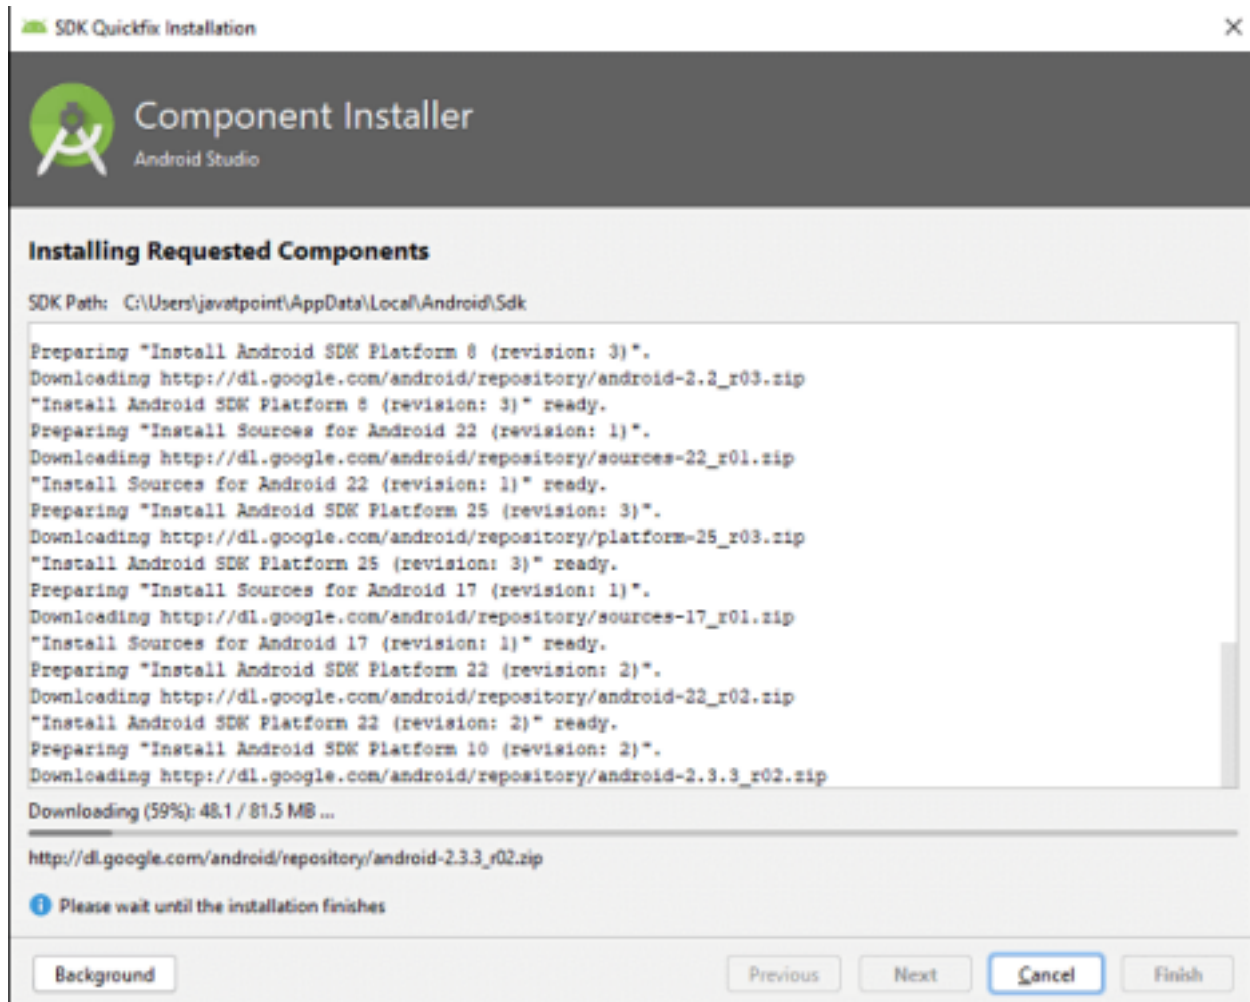 SDK Quickfix Installation
Component Installer
Android Studio
Installing Requested Components
SDK Path: C:\Users\javatpoint\AppData\Local\Android\Sdk
Preparing "Install Android SDK Platform 8 (revision: 3)".
Downloading http://dl.google.com/android/repository/android-2.2_r03.zip
"Install Android SDK Platform 8 (revision: 3)" ready.
Preparing "Install Sources for Android 22 (revision: 1)".
Downloading http://dl.google.com/android/repository/sources-22_r01.zip
"Install Sources for Android 22 (revision: 1)" ready.
Preparing "Install Android SDK Platform 25 (revision: 3)".
Downloading http://dl.google.com/android/repository/platform-25_r03.zip
"Install Android SDK Platform 25 (revision: 3)" ready.
Preparing "Install Sources for Android 17 (revision: 1)".
Downloading http://dl.google.com/android/repository/sources-17_r01.zip
"Install Sources for Android 17 (revision: 1)" ready.
Preparing "Install Android SDK Platform 22 (revision: 2)".
Downloading http://dl.google.com/android/repository/android-22_r02.zip
"Install Android SDK Platform 22 (revision: 2)" ready.
Preparing "Install Android SDK Platform 10 (revision: 2)".
Downloading http://dl.google.com/android/repository/android-2.3.3_r02.zip
Downloading (59%): 48.1 / 81.5 MB ...
http://dl.google.com/android/repository/android-2.3.3_r02.zip
Please wait until the installation finishes
Background Previous Next Cancel Finish